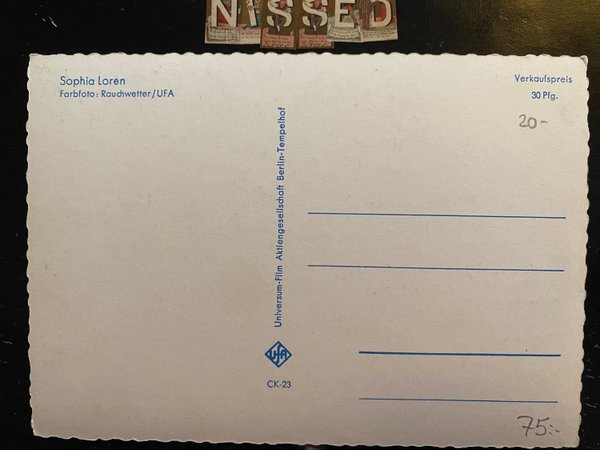 NISSED
Sophia Loren
Farbfoto: Rauchwetter/UFA
Verkaufspreis
30 Pfg.
20-
Universum-Film Aktiengesellschaft Berlin-Tempelhof
UFA
CK-23
75:-